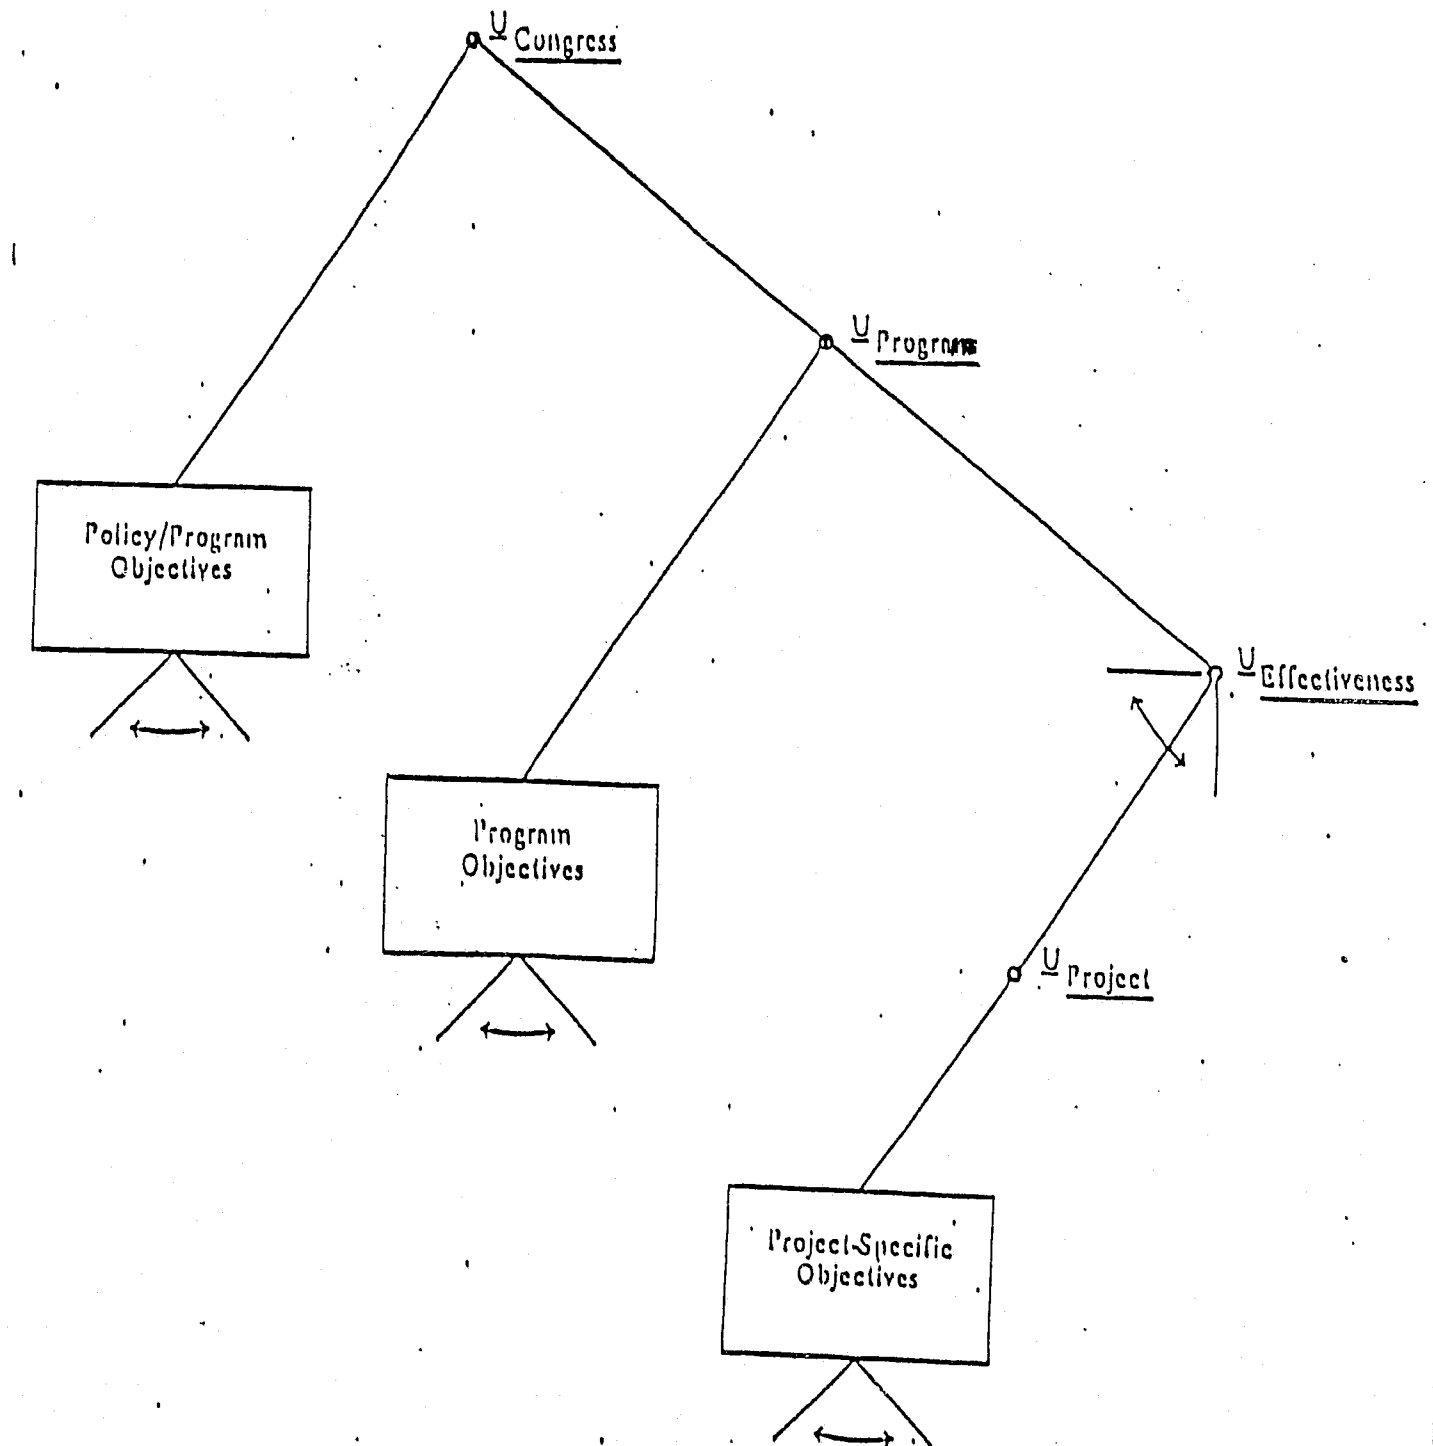 U Congress
U Program
Policy/Program
Objectives
U Effectiveness
Program
Objectives
U Project
Project-Specific
Objectives